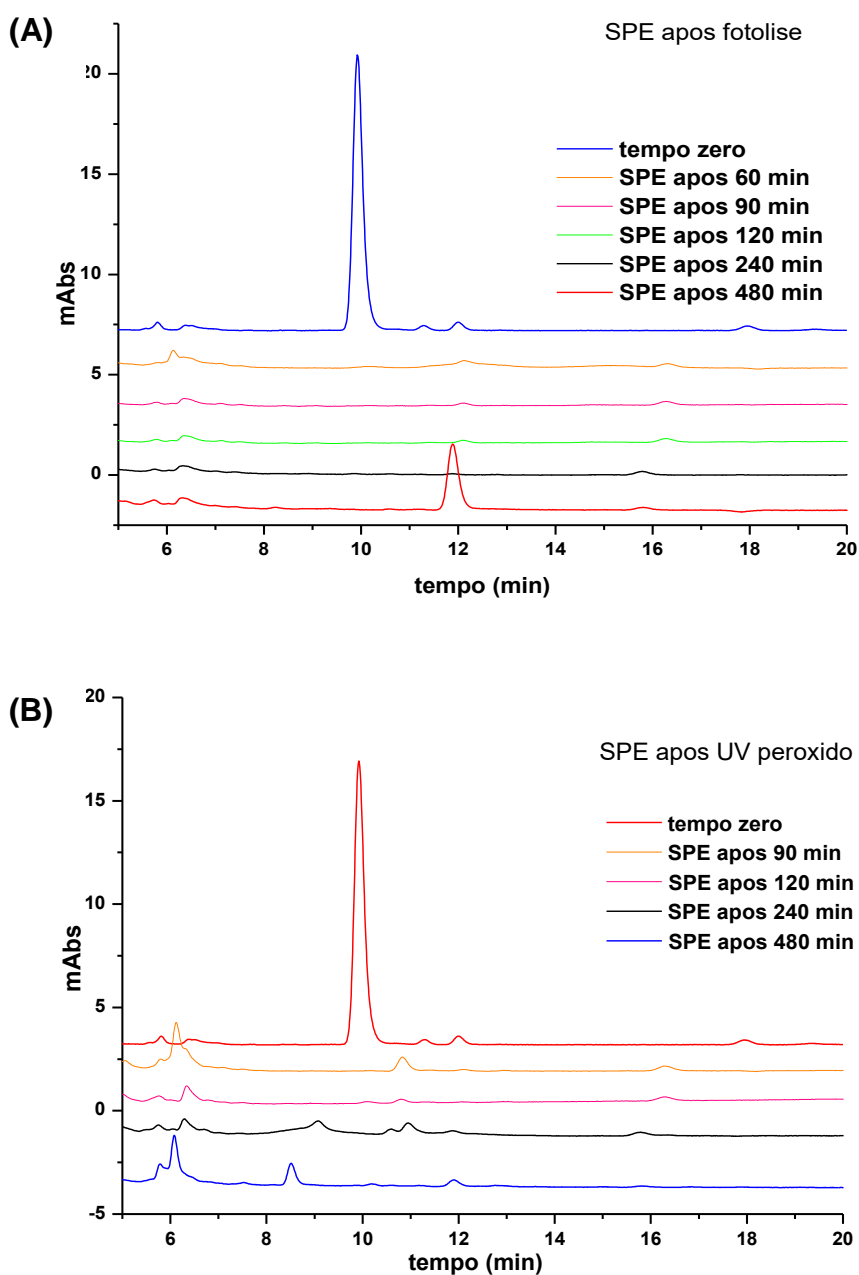 (A)
SPE apos fotolise
20
15
10
5
0
mAbs
tempo zero
SPE apos 60 min
SPE apos 90 min
SPE apos 120 min
SPE apos 240 min
SPE apos 480 min
6 8 10 12 14 16 18 20
tempo (min)
(B)
SPE apos UV peroxido
20
15
10
5
0
-5
mAbs
tempo zero
SPE apos 90 min
SPE apos 120 min
SPE apos 240 min
SPE apos 480 min
6 8 10 12 14 16 18 20
tempo (min)